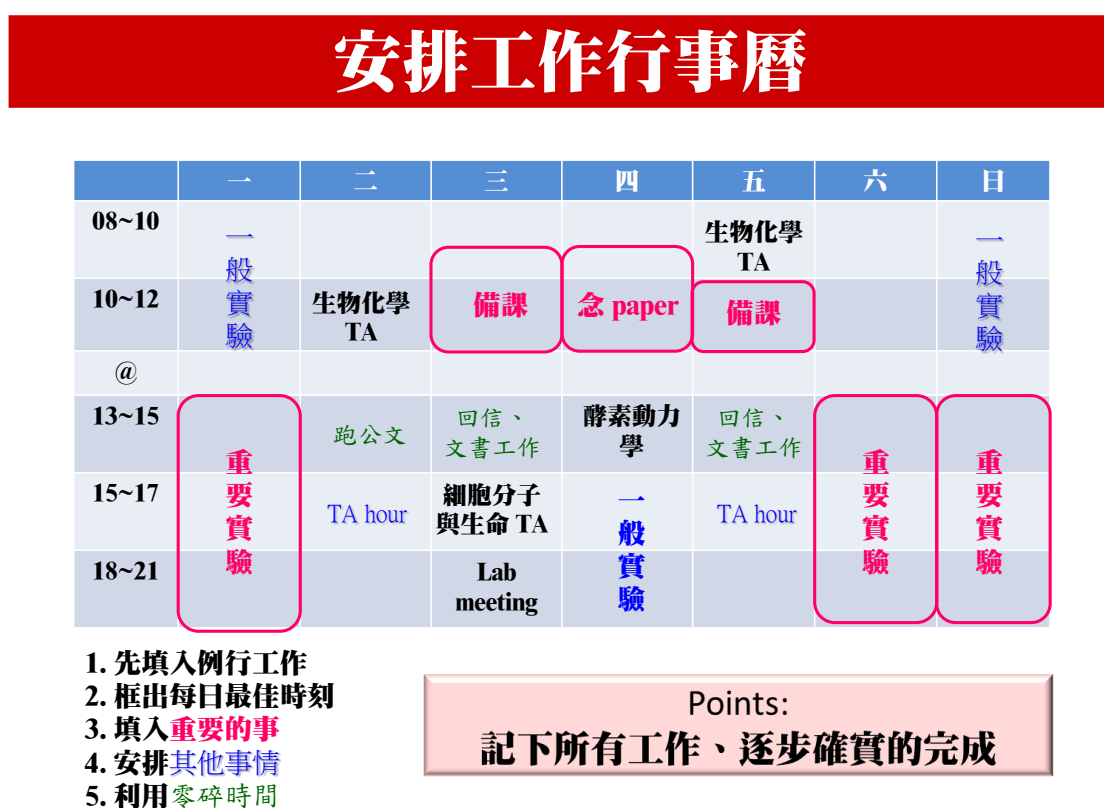 安排工作行事曆
一 二 三 四 五 六 日
08~10
一般實驗
生物化學
TA
一般實驗
10~12
生物化學
TA
備課
念 paper
備課
@
13~15
重要實驗
跑公文
回信、
文書工作
酵素動力
學
回信、
文書工作
重要實驗
重要實驗
15~17
TA hour
細胞分子
與生命 TA
一般實驗
TA hour
18~21
Lab
meeting
1. 先填入例行工作
2. 框出每日最佳時刻
3. 填入重要的事
4. 安排其他事情
5. 利用零碎時間
Points:
記下所有工作、逐步確實的完成